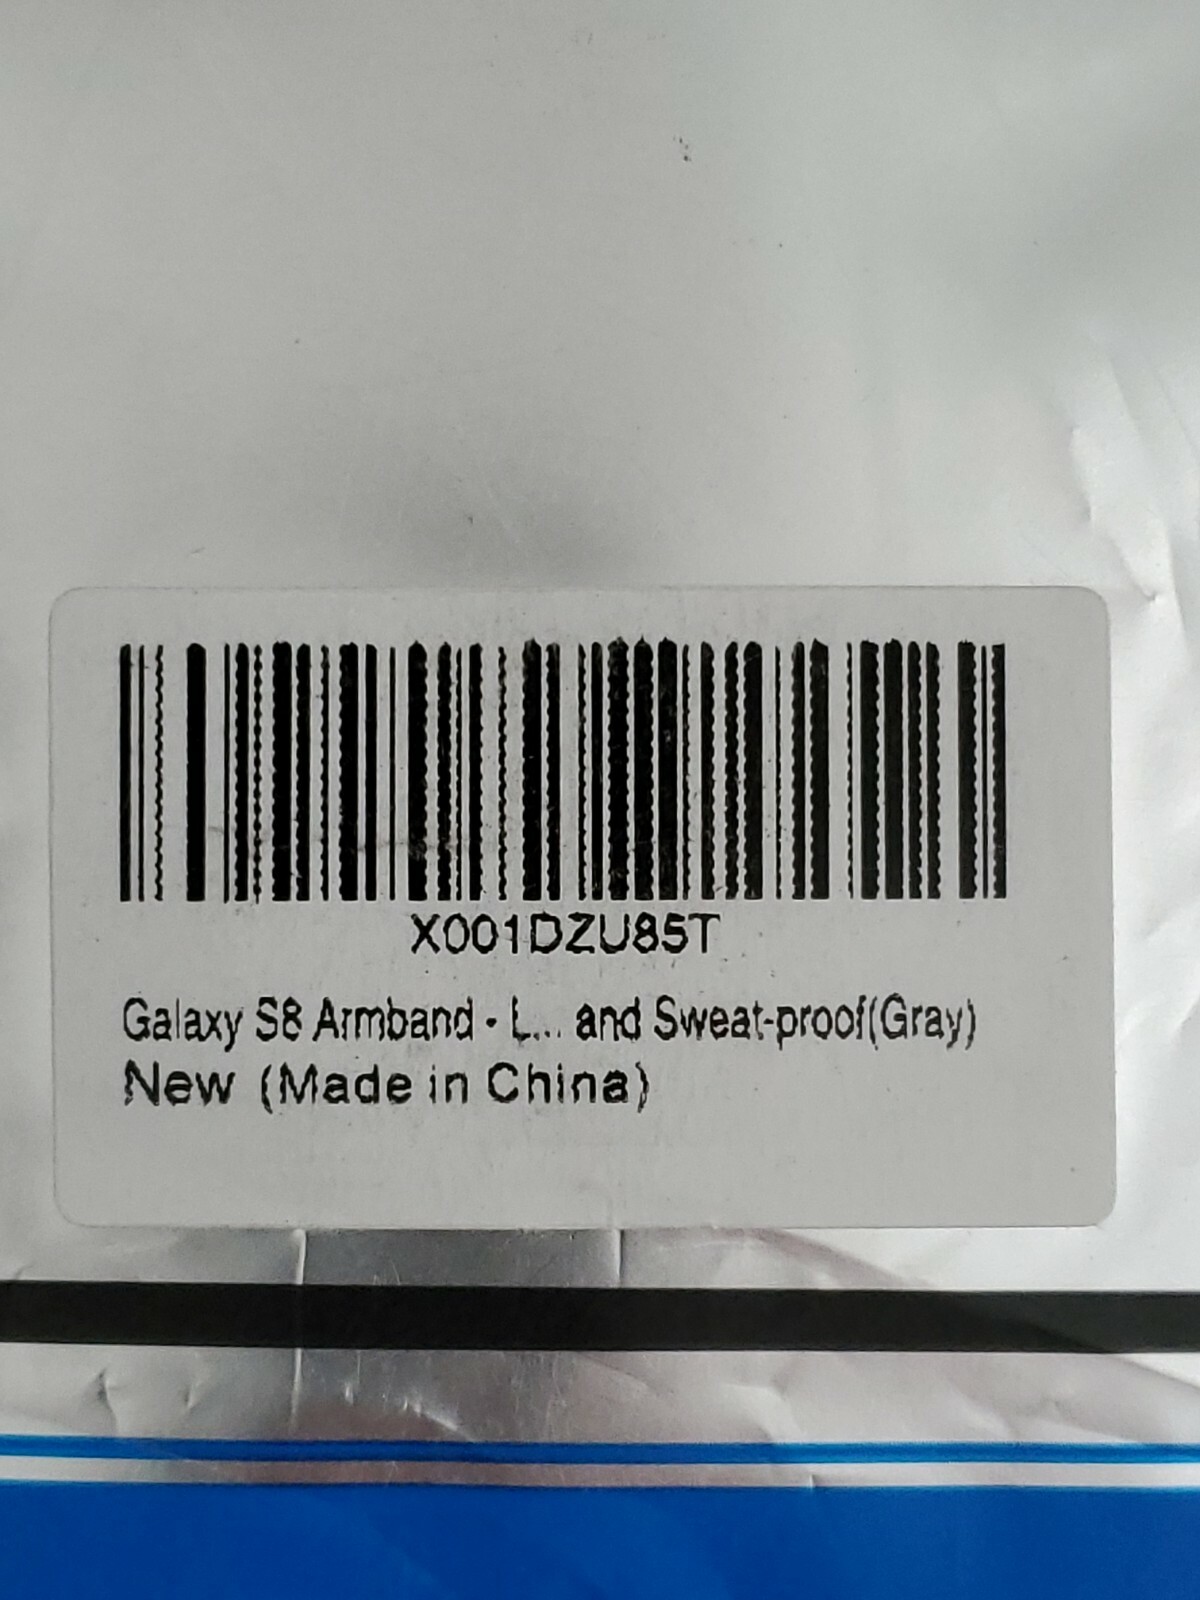 X001DZU85T
Galaxy S8 Armband - L... and Sweat-proof(Gray)
New (Made in China)